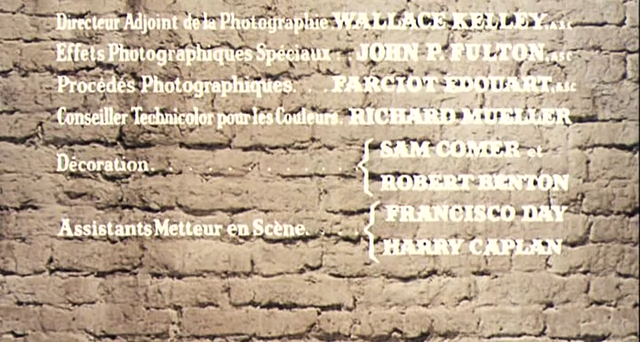 Directeur Adjoint de la Photographie. WALLACE KELLEY, A.S.C.
Effets Photographiques Spéciaux . . JOHN P. FULTON, A.S.C.
Procédés Photographiques. . . FARCIOT EDOUART, A.S.C.
Conseiller Technicolor pour les Couleurs. RICHARD MUELLER
Décoration. . . . . { SAM COMER et
ROBERT BENTON
Assistants Metteur en Scène. . . . { FRANCISCO DAY
HARRY CAPLAN